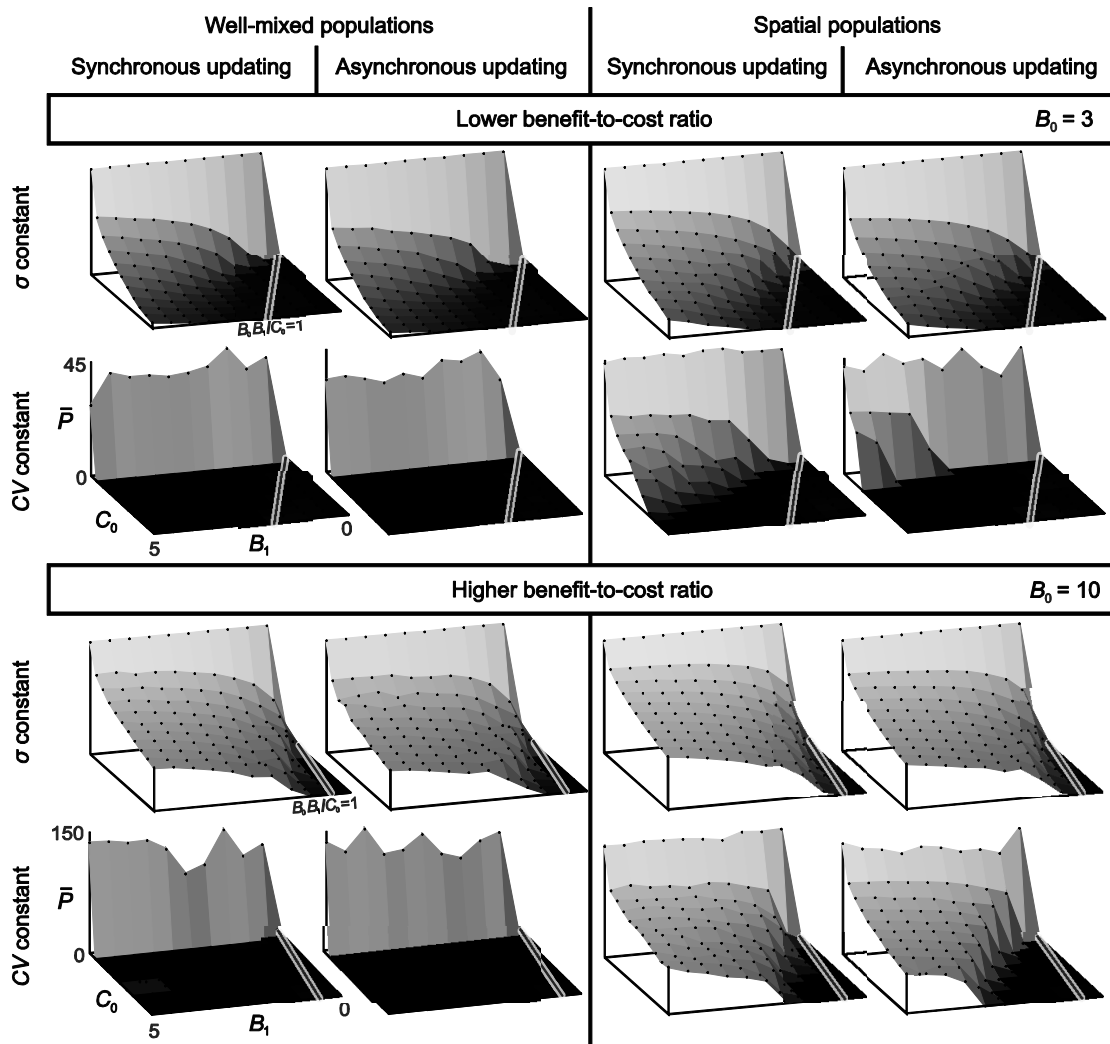 Well-mixed populations
Spatial populations
Synchronous updating
Asynchronous updating
Synchronous updating
Asynchronous updating
Lower benefit-to-cost ratio
B₀ = 3
σ constant
B₀B₁/C₀=1
CV constant
45
P̅
0
C₀
5
B₁
0
Higher benefit-to-cost ratio
B₀ = 10
σ constant
B₀B₁/C₀=1
CV constant
150
P̅
0
C₀
5
B₁
0